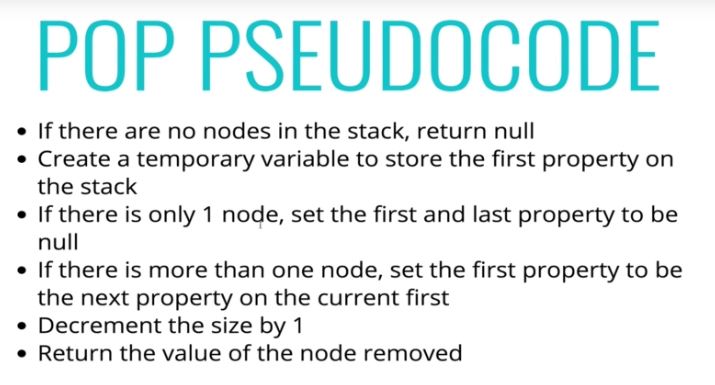 POP PSEUDOCODE
• If there are no nodes in the stack, return null
• Create a temporary variable to store the first property on
the stack
• If there is only 1 node, set the first and last property to be
null
• If there is more than one node, set the first property to be
the next property on the current first
• Decrement the size by 1
• Return the value of the node removed